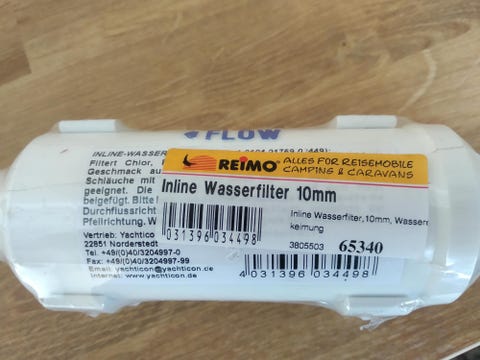 FLOW
INLINE-WASSER
Filtert Chlor,
Geschmack au
Schläuche mit
geeignet. Die
beigefügt. Bitte
Durchflussricht
Pfeilrichtung. W
Vertrieb: Yachticon
22851 Norderstedt
Tel. +49/(0)40/3204997-0
Fax: +49/(0)40/3204997-99
Email: yachticon@yachticon.de
Internet: www.yachticon.de
REIMO ALLES FÜR REISEMOBILE
CAMPING & CARAVANS
Inline Wasserfilter 10mm
031396 034498
Inline Wasserfilter, 10mm, Wasseren
keimung
3805503 65340
4 031396 034498